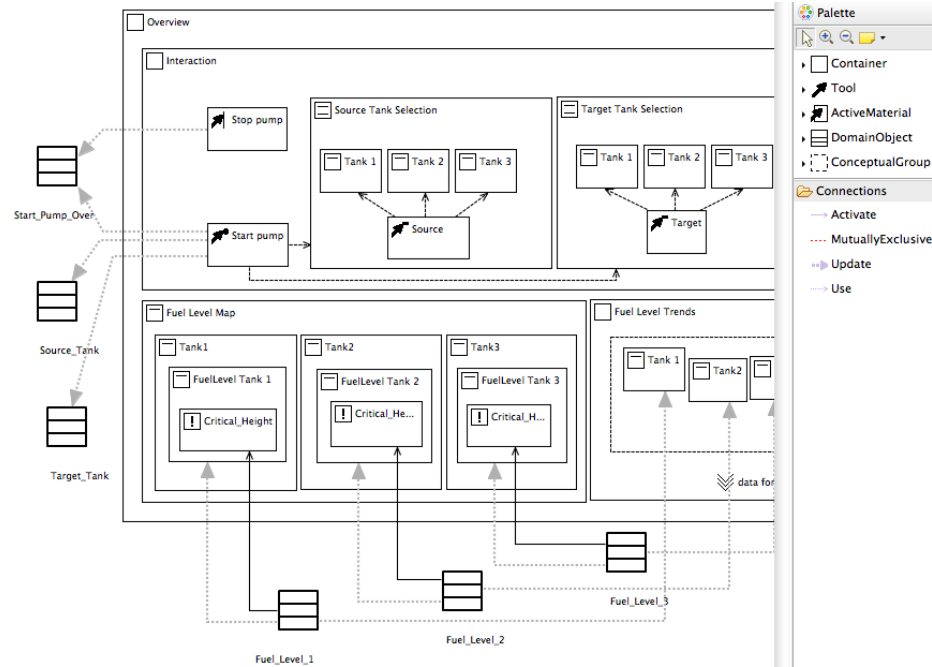 Overview
Interaction
Stop pump
Start pump
Source Tank Selection
Tank 1
Tank 2
Tank 3
Source
Target Tank Selection
Tank 1
Tank 2
Tank 3
Target
Start_Pump_Over
Source_Tank
Target_Tank
Fuel Level Map
Tank1
FuelLevel Tank 1
Critical_Height
Tank2
FuelLevel Tank 2
Critical_He...
Tank3
FuelLevel Tank 3
Critical_H...
Fuel Level Trends
Tank 1
Tank2
data for
Fuel_Level_1
Fuel_Level_2
Fuel_Level_3
Palette
Container
Tool
ActiveMaterial
DomainObject
ConceptualGroup
Connections
Activate
MutuallyExclusive
Update
Use